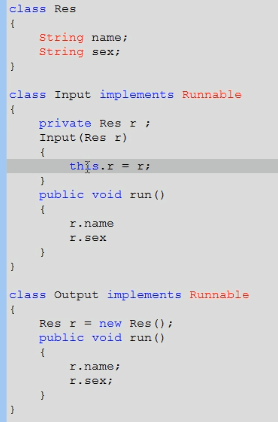 class Res
{
String name;
String sex;
}
class Input implements Runnable
{
private Res r ;
Input(Res r)
{
this.r = r;
}
public void run()
{
r.name
r.sex
}
}
class Output implements Runnable
{
Res r = new Res();
public void run()
{
r.name;
r.sex;
}
}